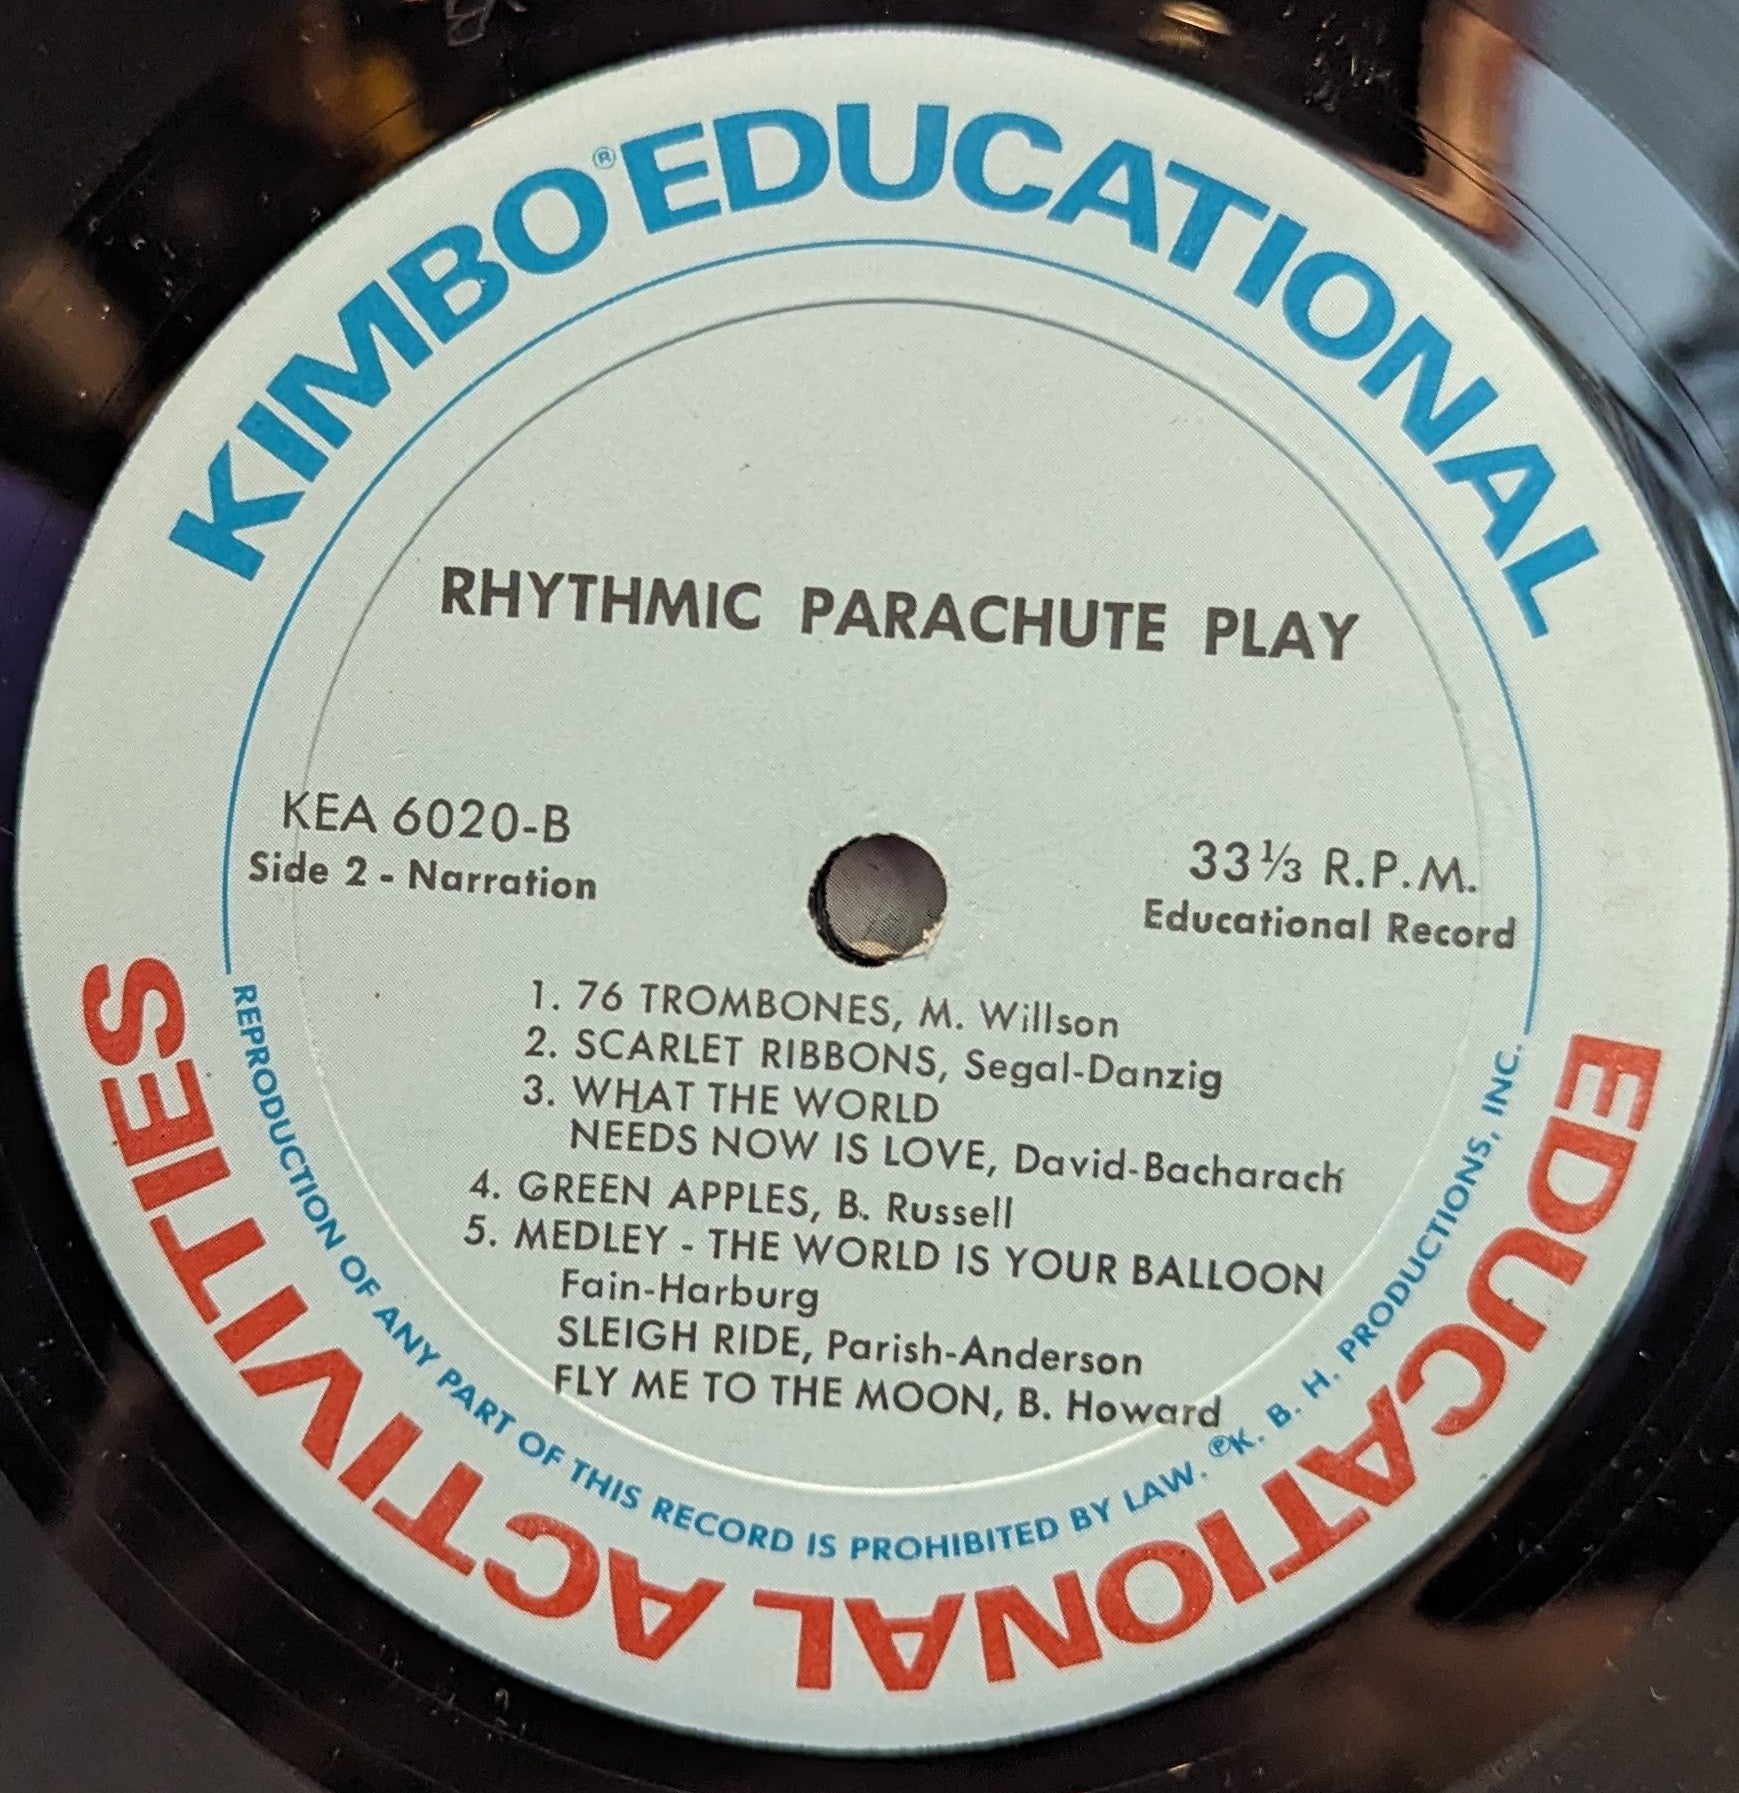 KIMBO® EDUCATIONAL
RHYTHMIC PARACHUTE PLAY
KEA 6020-B
Side 2 - Narration
33 ⅓ R.P.M.
Educational Record
1. 76 TROMBONES, M. Willson
2. SCARLET RIBBONS, Segal-Danzig
3. WHAT THE WORLD
NEEDS NOW IS LOVE, David-Bacharach
4. GREEN APPLES, B. Russell
5. MEDLEY - THE WORLD IS YOUR BALLOON
Fain-Harburg
SLEIGH RIDE, Parish-Anderson
FLY ME TO THE MOON, B. Howard
REPRODUCTION OF ANY PART OF THIS RECORD IS PROHIBITED BY LAW. ℗K. B. H. PRODUCTIONS, INC.
EDUCATIONAL ACTIVITIES